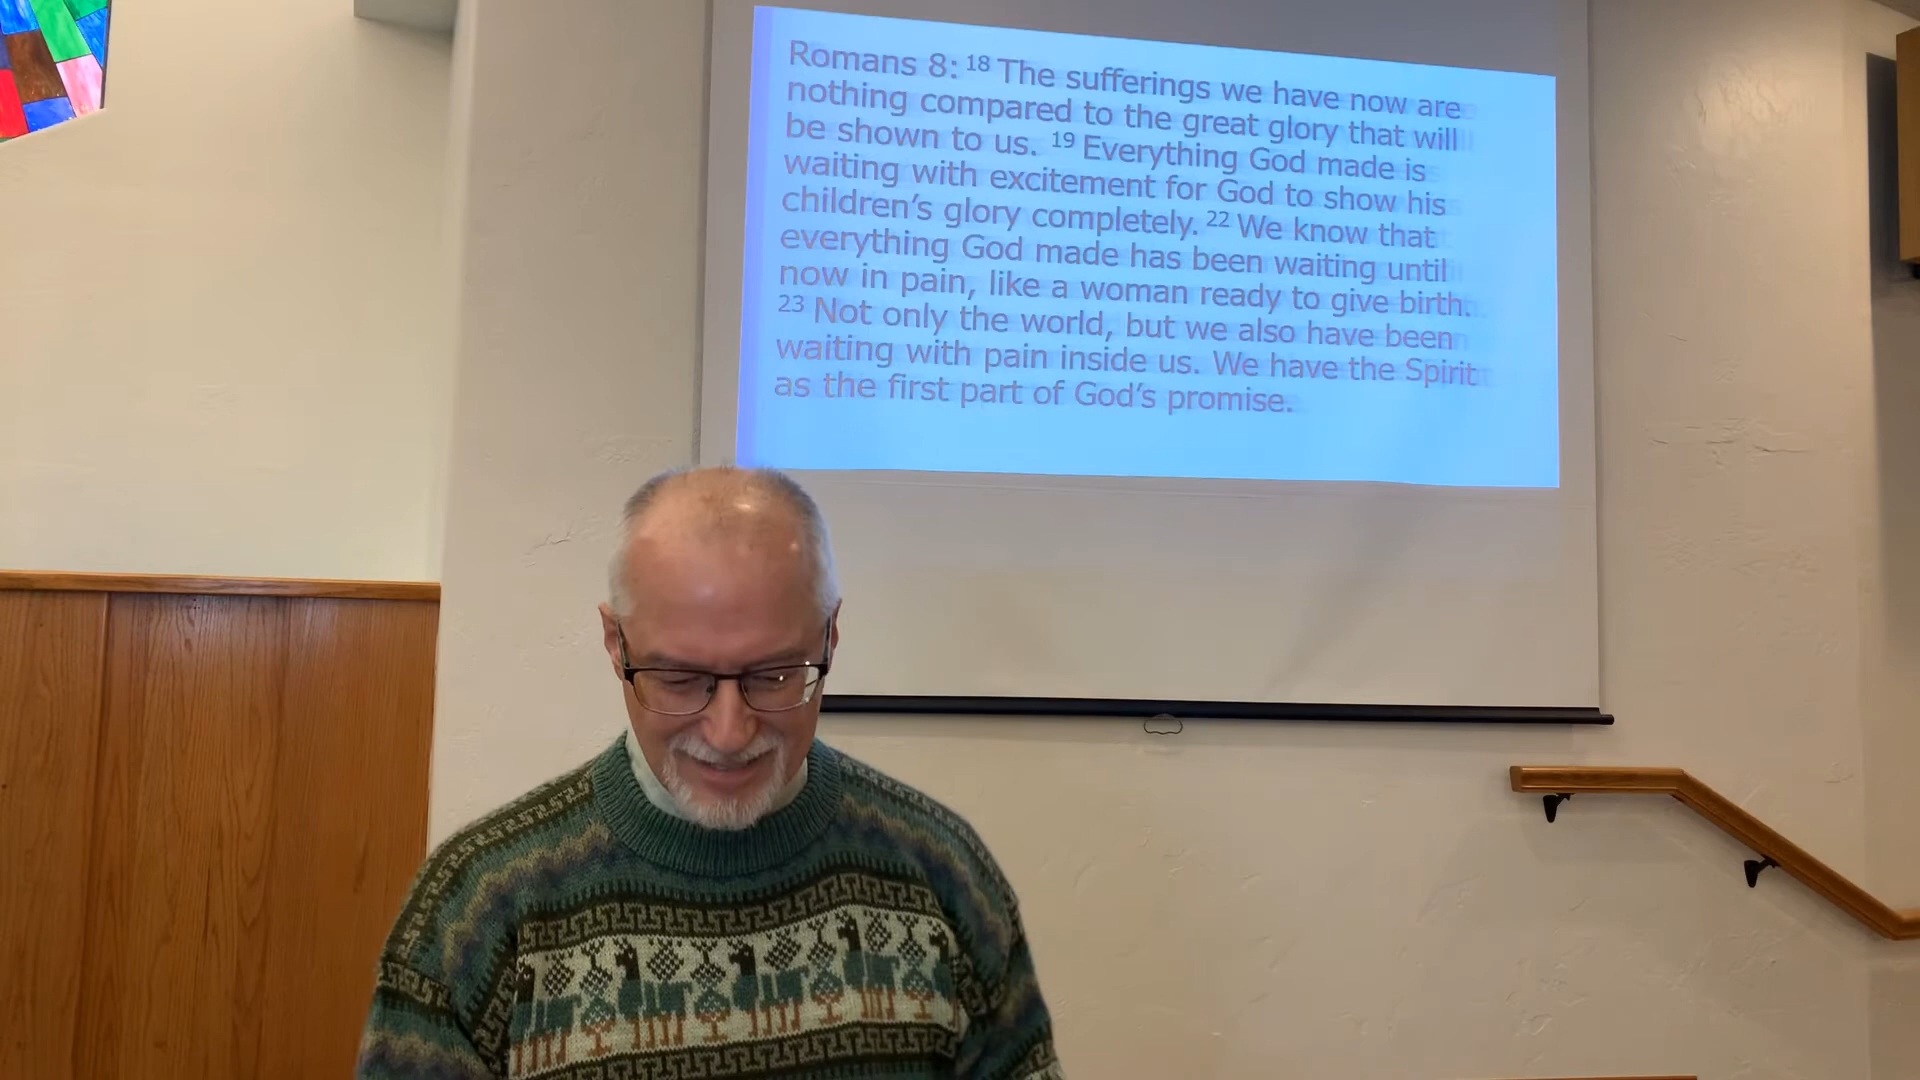 Romans 8: 18 The sufferings we have now are
nothing compared to the great glory that will
be shown to us. 19 Everything God made is
waiting with excitement for God to show his
children’s glory completely. 22 We know that
everything God made has been waiting until
now in pain, like a woman ready to give birth.
23 Not only the world, but we also have been
waiting with pain inside us. We have the Spirit
as the first part of God’s promise.